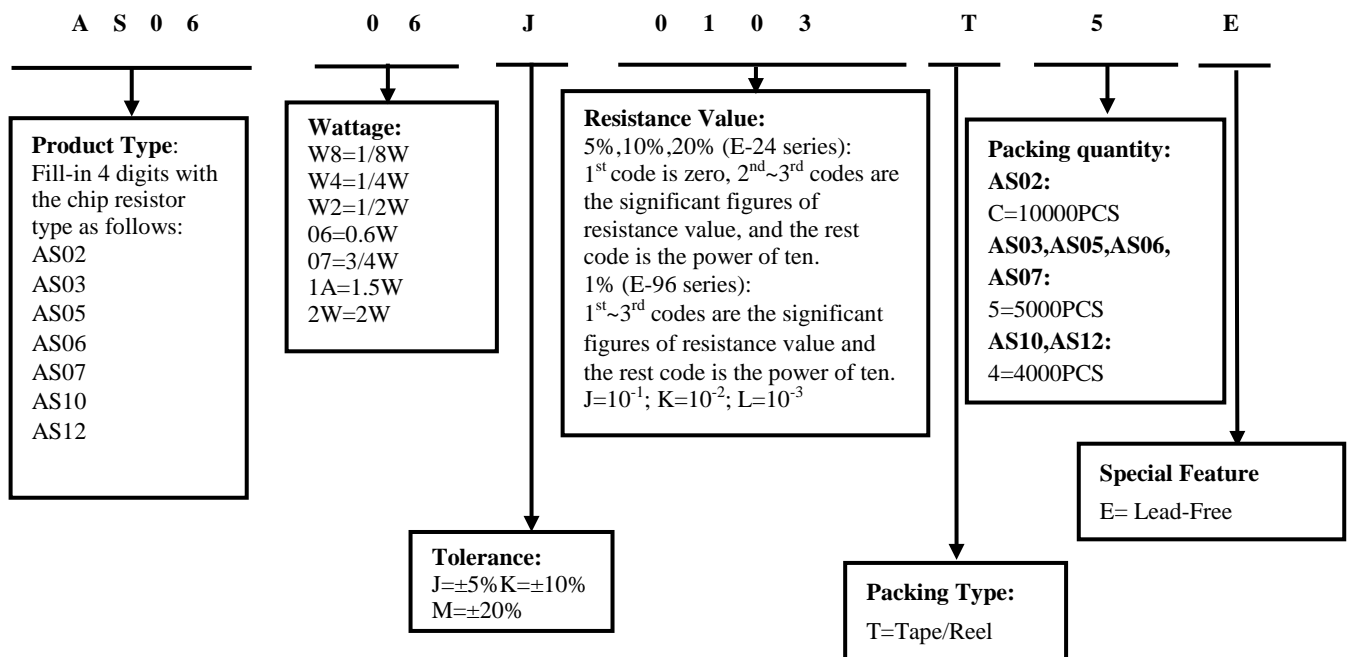 A S 0 6 0 6 J 0 1 0 3 T 5 E
Product Type:
Fill-in 4 digits with
the chip resistor
type as follows:
AS02
AS03
AS05
AS06
AS07
AS10
AS12
Wattage:
W8=1/8W
W4=1/4W
W2=1/2W
06=0.6W
07=3/4W
1A=1.5W
2W=2W
Tolerance:
J=±5%K=±10%
M=±20%
Resistance Value:
5%,10%,20% (E-24 series):
1st code is zero, 2nd~3rd codes are
the significant figures of
resistance value, and the rest
code is the power of ten.
1% (E-96 series):
1st~3rd codes are the significant
figures of resistance value and
the rest code is the power of ten.
J=10-1; K=10-2; L=10-3
Packing Type:
T=Tape/Reel
Packing quantity:
AS02:
C=10000PCS
AS03,AS05,AS06,
AS07:
5=5000PCS
AS10,AS12:
4=4000PCS
Special Feature
E= Lead-Free